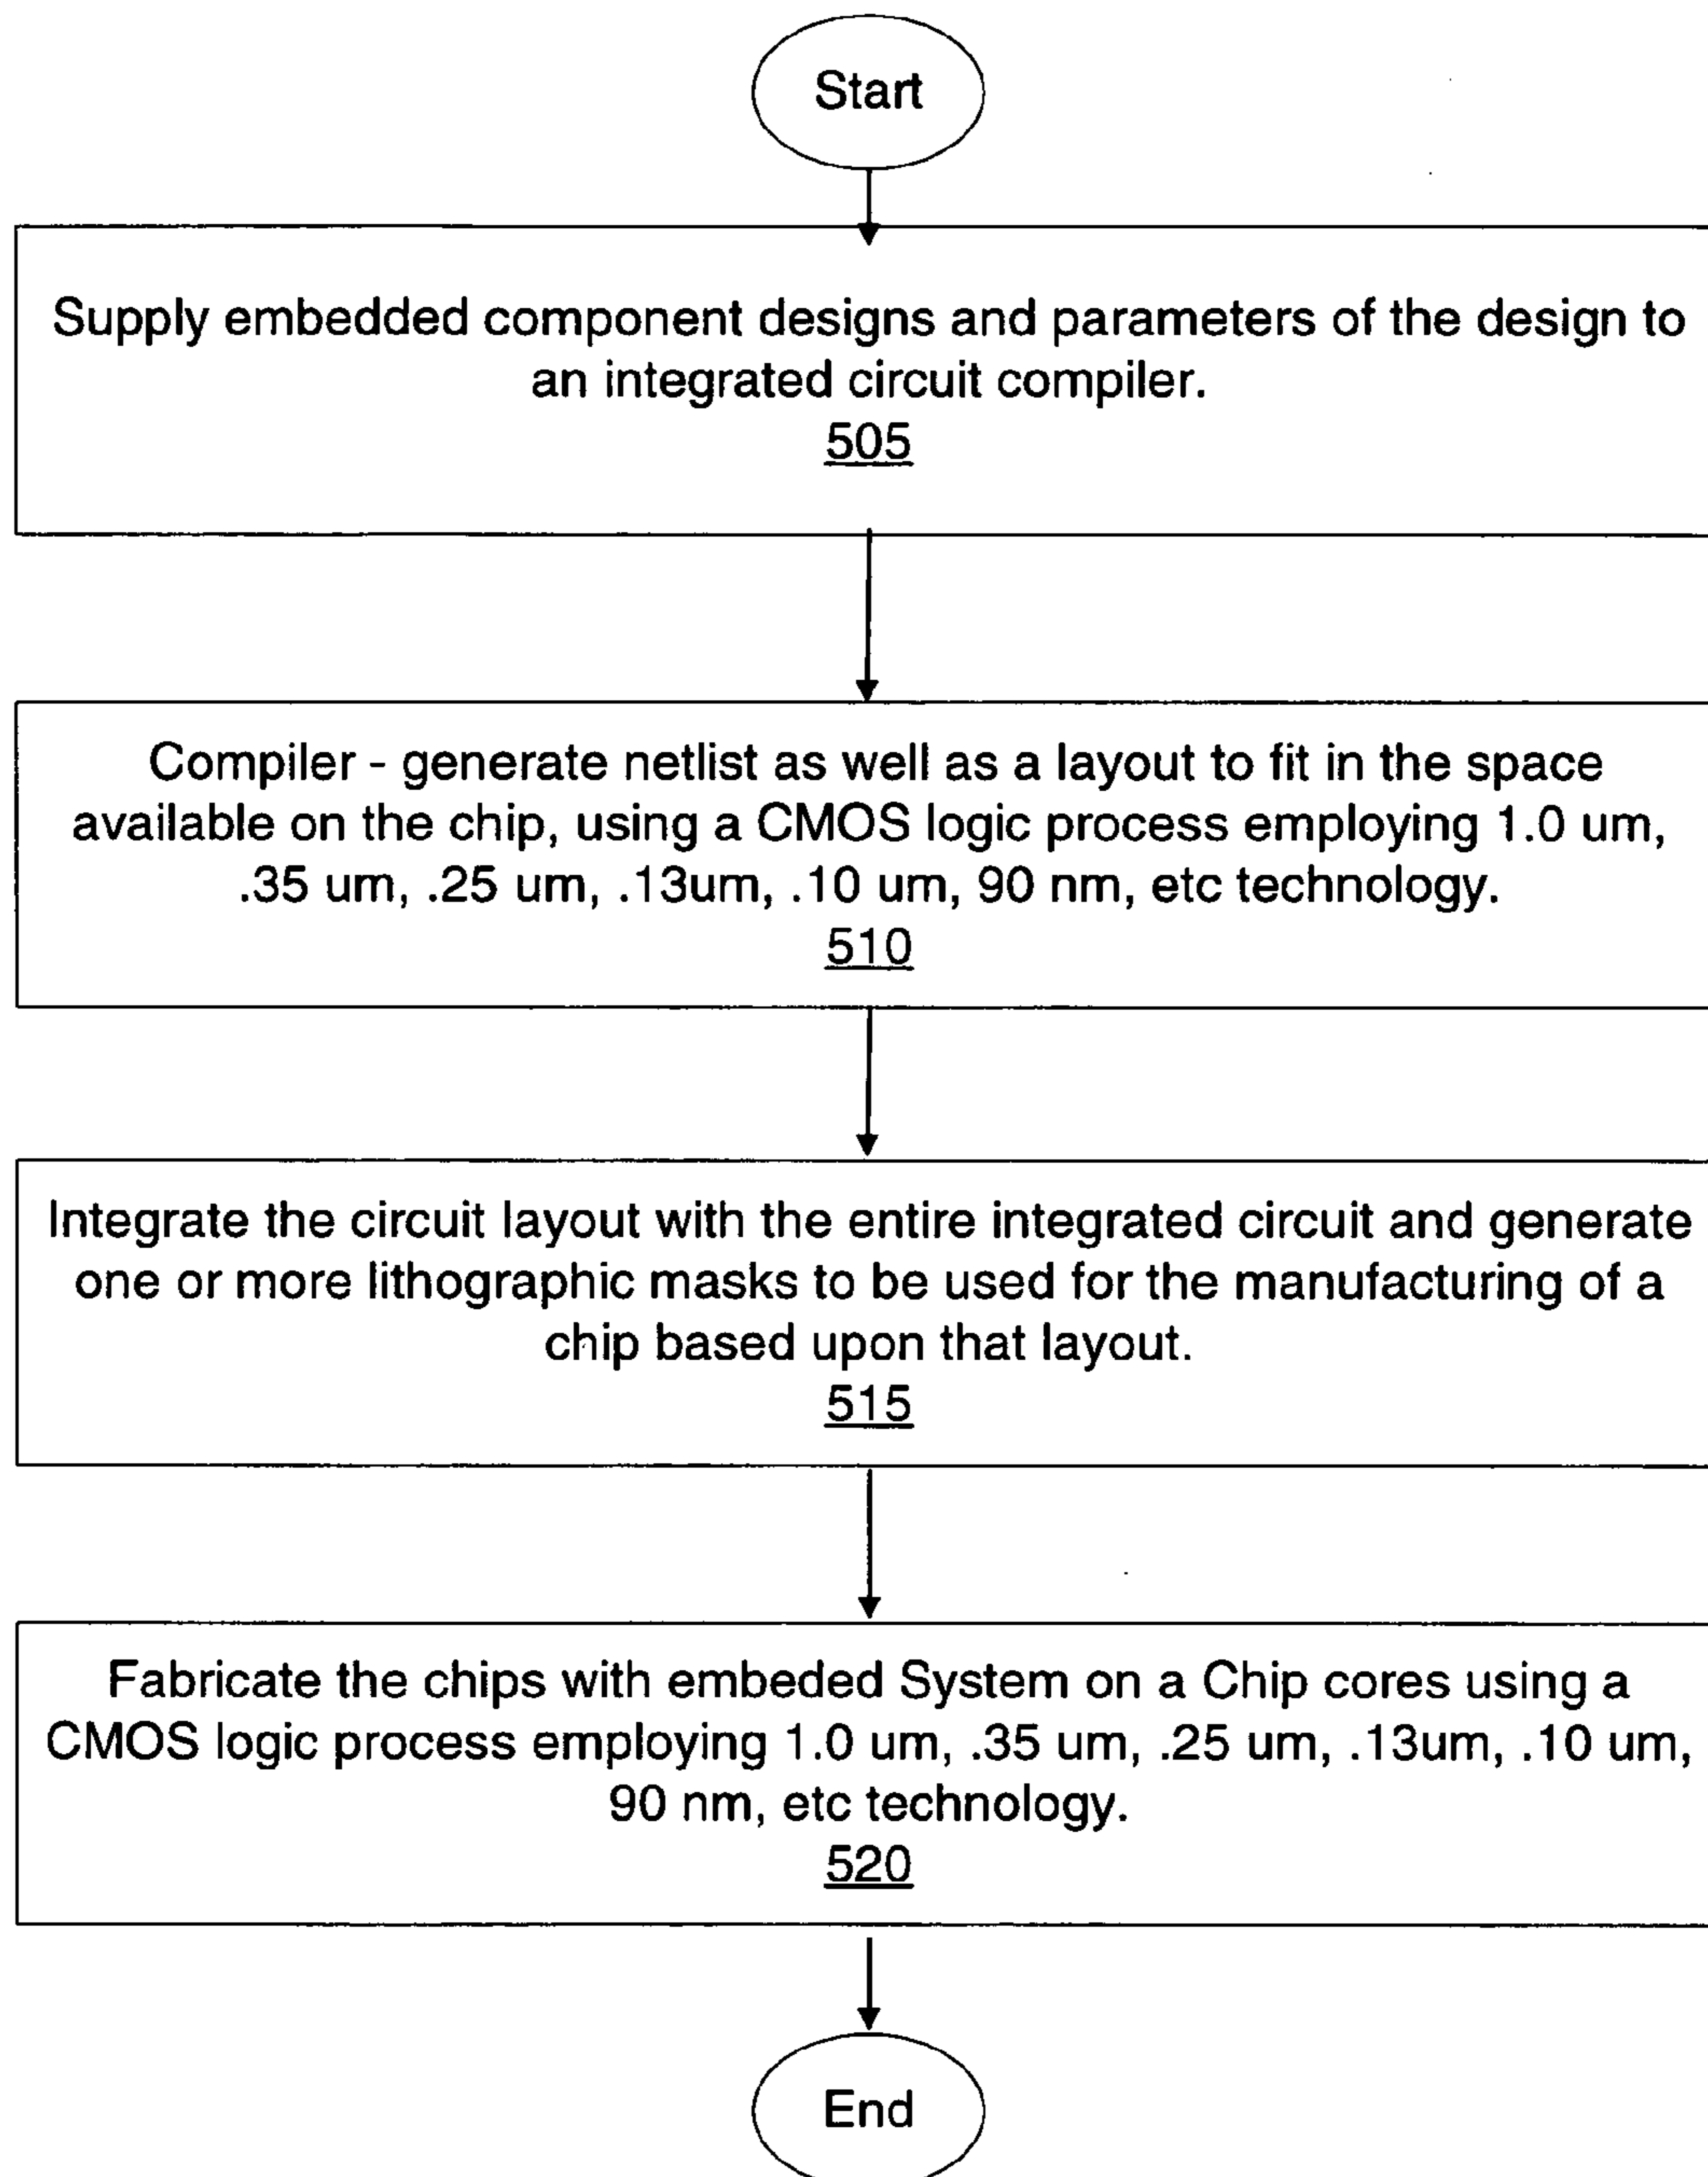 Start
Supply embedded component designs and parameters of the design to
an integrated circuit compiler.
505
Compiler - generate netlist as well as a layout to fit in the space
available on the chip, using a CMOS logic process employing 1.0 um,
.35 um, .25 um, .13um, .10 um, 90 nm, etc technology.
510
Integrate the circuit layout with the entire integrated circuit and generate
one or more lithographic masks to be used for the manufacturing of a
chip based upon that layout.
515
Fabricate the chips with embeded System on a Chip cores using a
CMOS logic process employing 1.0 um, .35 um, .25 um, .13um, .10 um,
90 nm, etc technology.
520
End